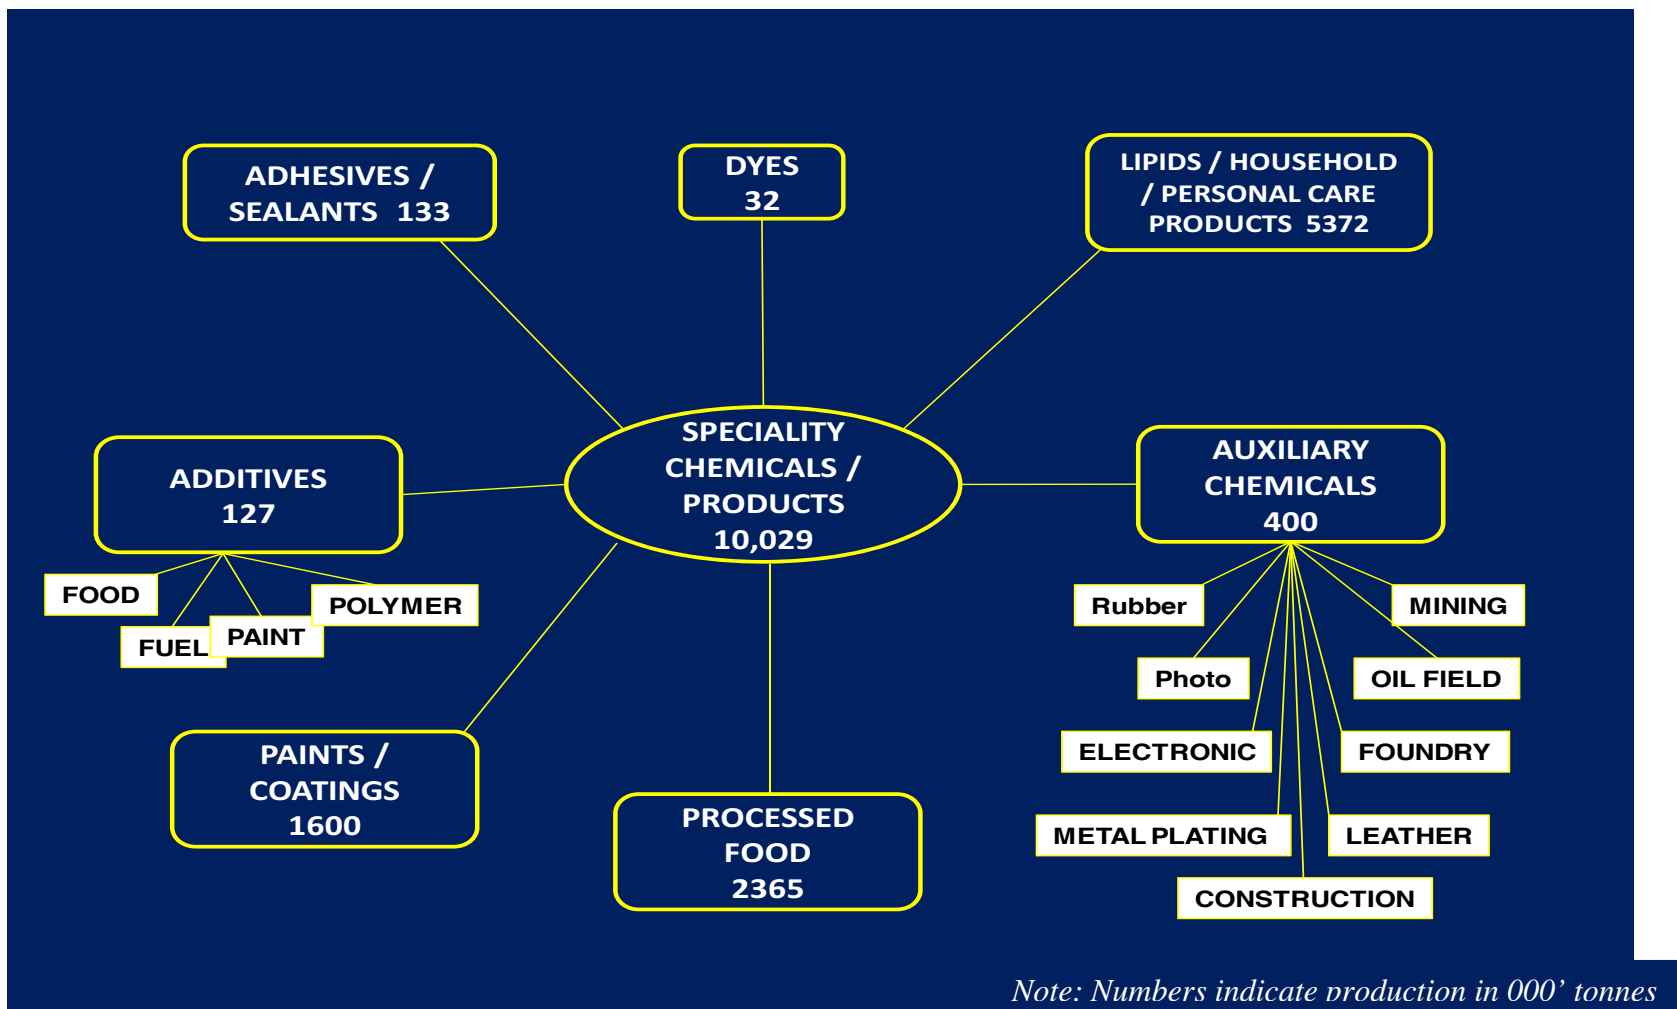 ADHESIVES /
SEALANTS 133
DYES
32
LIPIDS / HOUSEHOLD
/ PERSONAL CARE
PRODUCTS 5372
SPECIALITY
CHEMICALS /
PRODUCTS
10,029
ADDITIVES
127
FOOD
FUEL
PAINT
POLYMER
AUXILIARY
CHEMICALS
400
Rubber
MINING
Photo
OIL FIELD
ELECTRONIC
FOUNDRY
METAL PLATING
LEATHER
CONSTRUCTION
PAINTS /
COATINGS
1600
PROCESSED
FOOD
2365
Note: Numbers indicate production in 000' tonnes